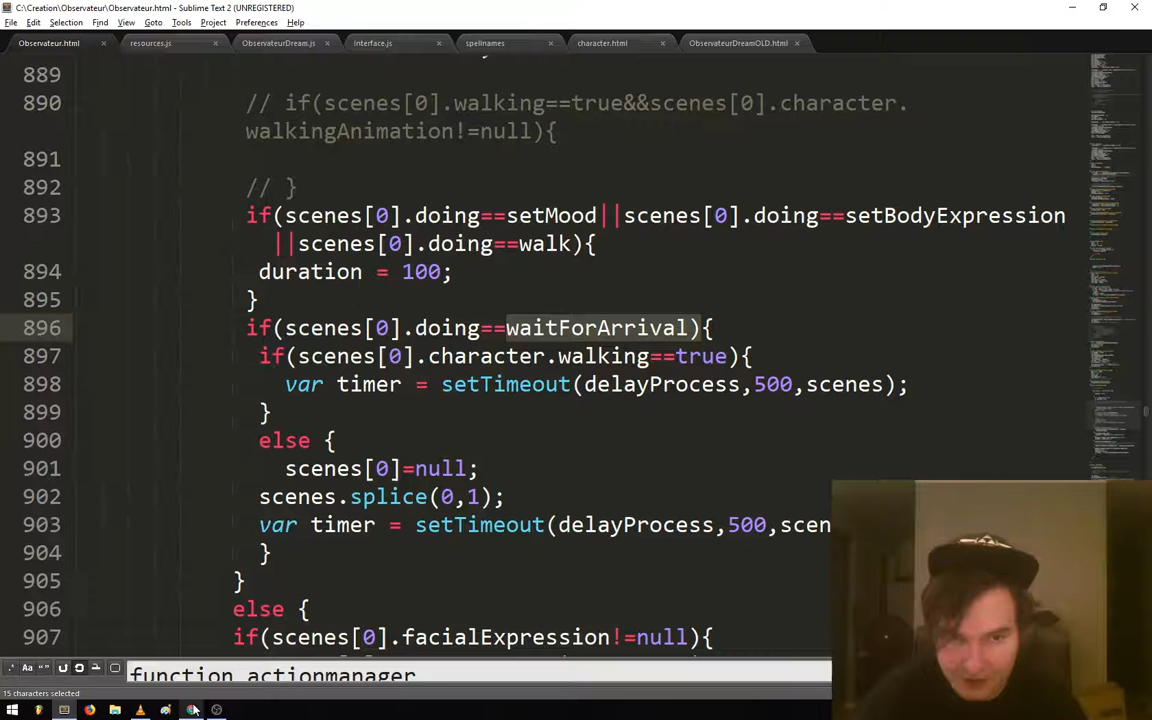 C:\Creation\Observateur\Observateur.html - Sublime Text 2 (UNREGISTERED)
File Edit Selection Find View Goto Tools Project Preferences Help
Observateur.html resources.js ObservateurDream.js interface.js spellnames character.html ObservateurDreamOLD.html
889
890 // if(scenes[0].walking==true&&scenes[0].character.
walkingAnimation!=null){
891
892 // }
893 if(scenes[0].doing==setMood||scenes[0].doing==setBodyExpression
||scenes[0].doing==walk){
894 duration = 100;
895 }
896 if(scenes[0].doing==waitForArrival){
897 if(scenes[0].character.walking==true){
898 var timer = setTimeout(delayProcess,500,scenes);
899 }
900 else {
901 scenes[0]=null;
902 scenes.splice(0,1);
903 var timer = setTimeout(delayProcess,500,scen
904 }
905 }
906 else {
907 if(scenes[0].facialExpression!=null){
.* Aa “” function actionmanager
15 characters selected